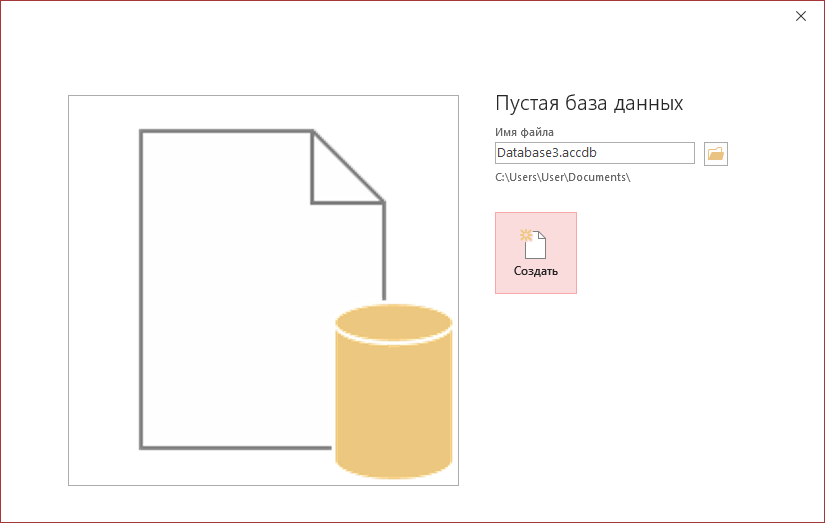 Пустая база данных
Имя файла
Database3.accdb
C:\Users\User\Documents\
Создать